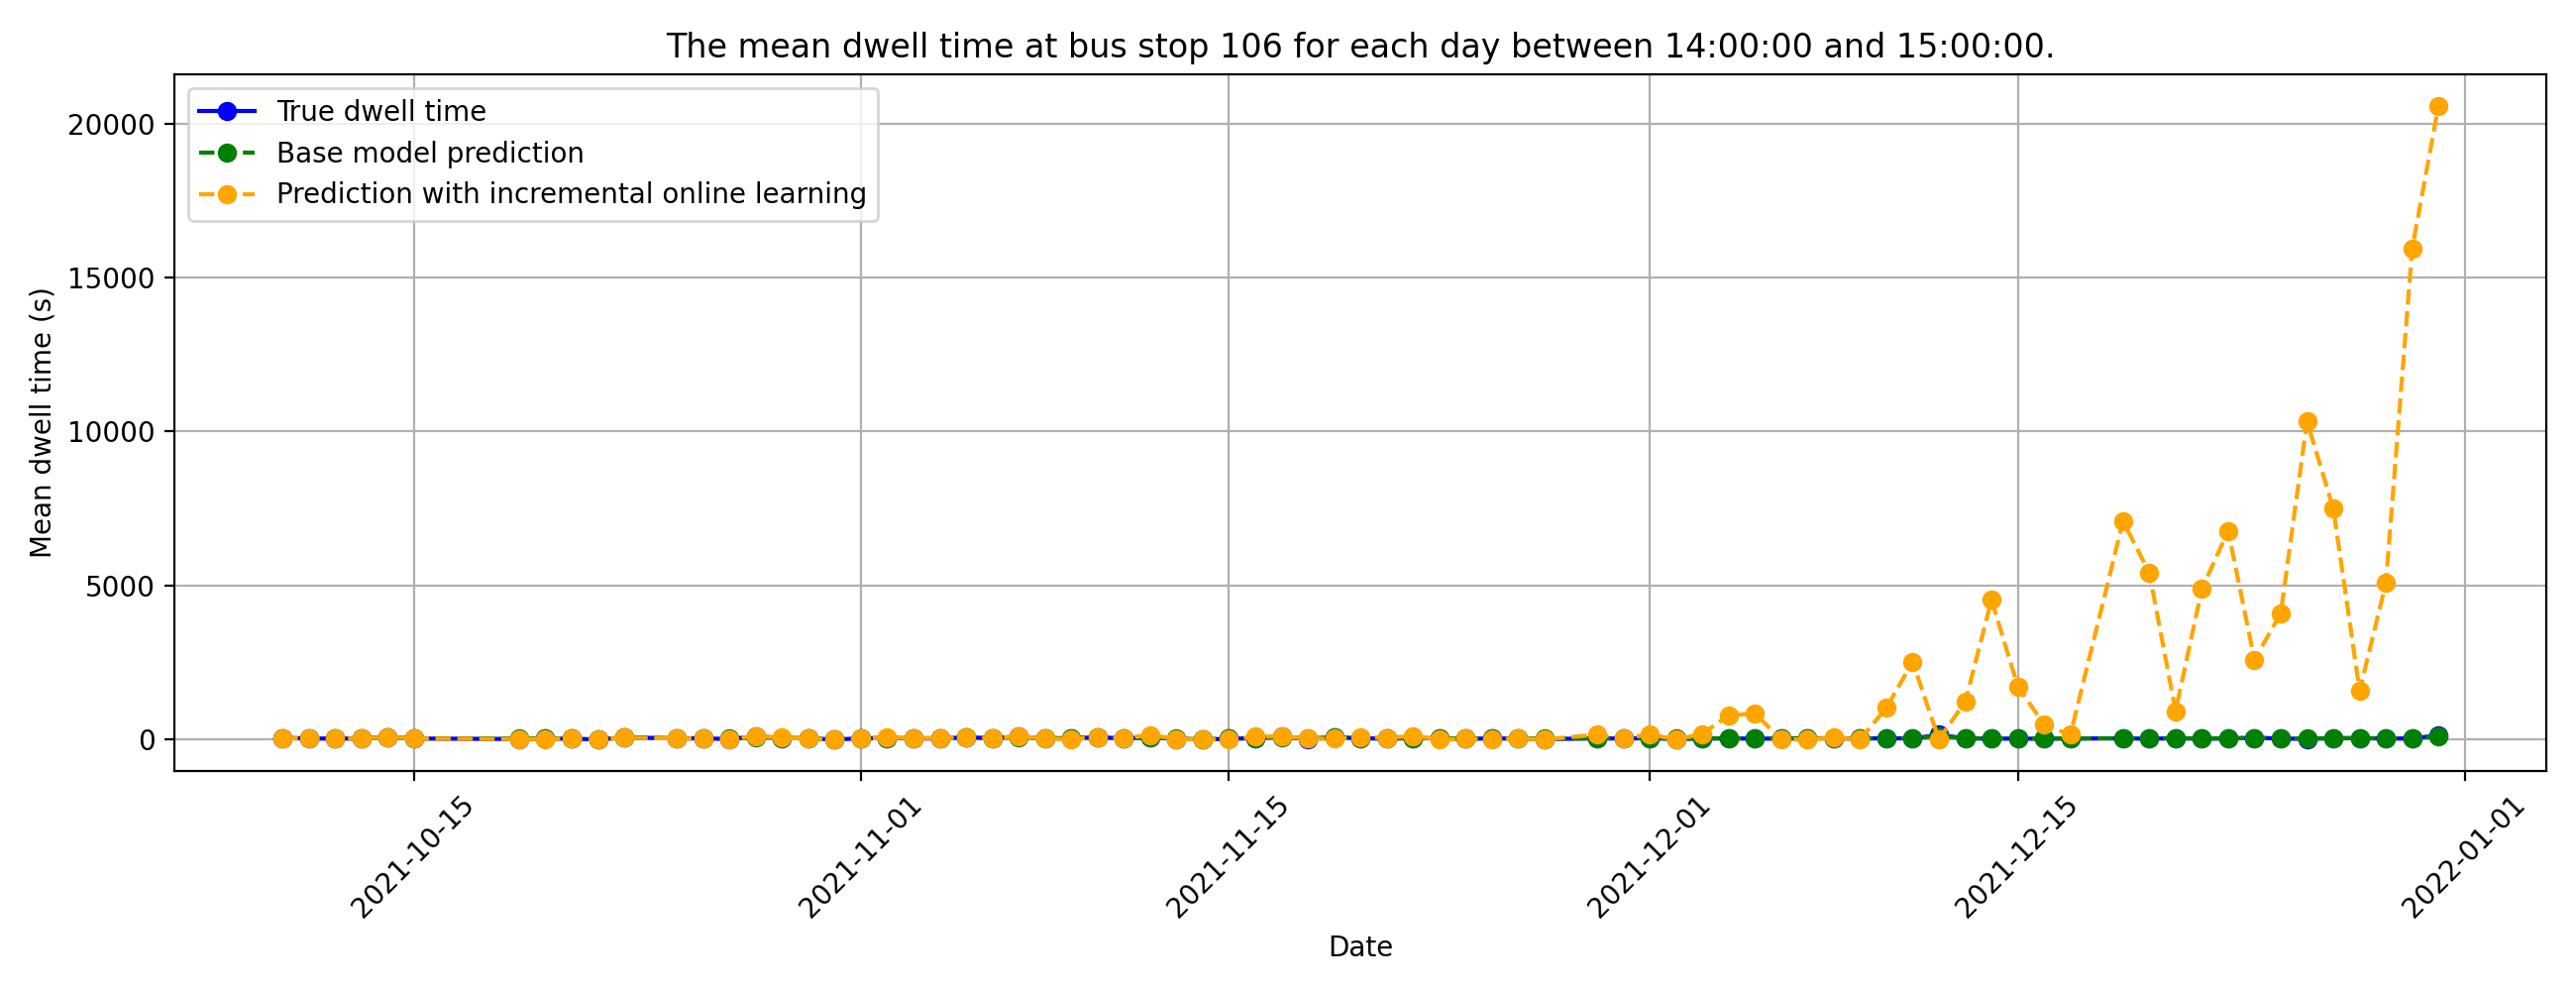 The mean dwell time at bus stop 106 for each day between 14:00:00 and 15:00:00.
True dwell time
Base model prediction
Prediction with incremental online learning
Mean dwell time (s)
20000
15000
10000
5000
0
2021-10-15
2021-11-01
2021-11-15
2021-12-01
2021-12-15
2022-01-01
Date